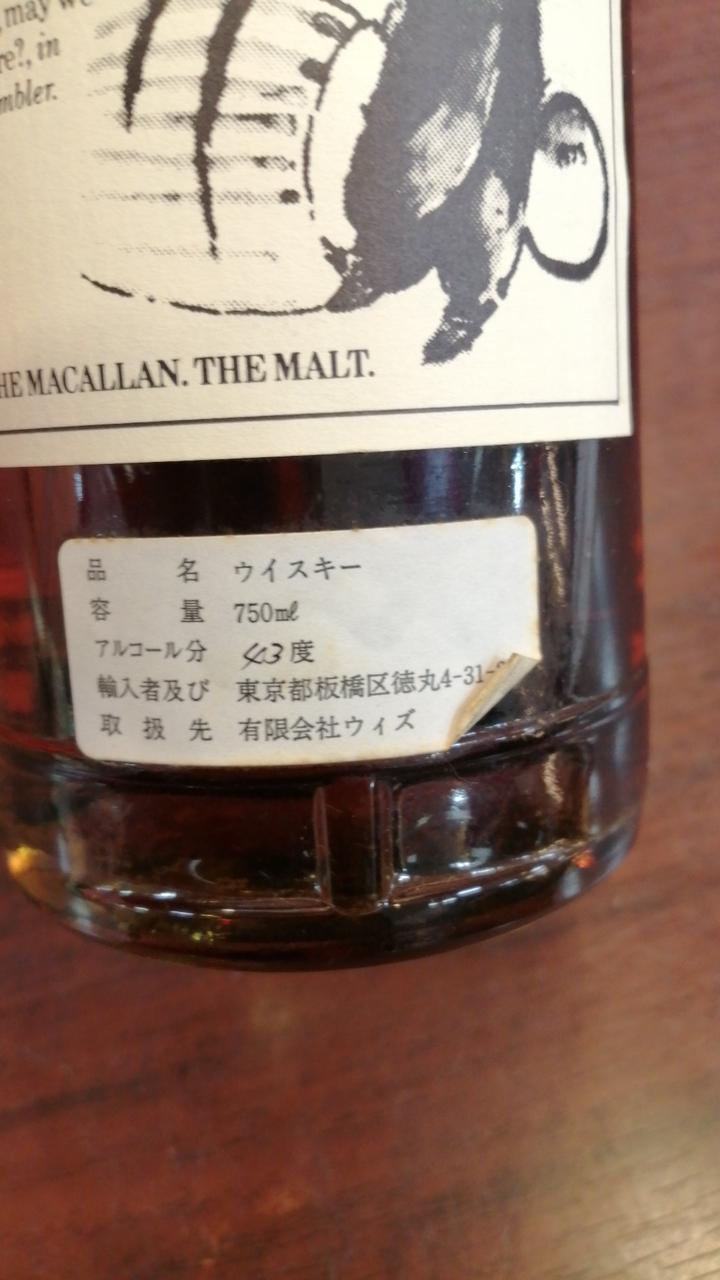 may we
re?, in
mbler.
1875
HE MACALLAN. THE MALT.
品名 ウイスキー
容量 750㎖
アルコール分 43度
輸入者及び 東京都板橋区徳丸4-31-
取扱先 有限会社ウィズ